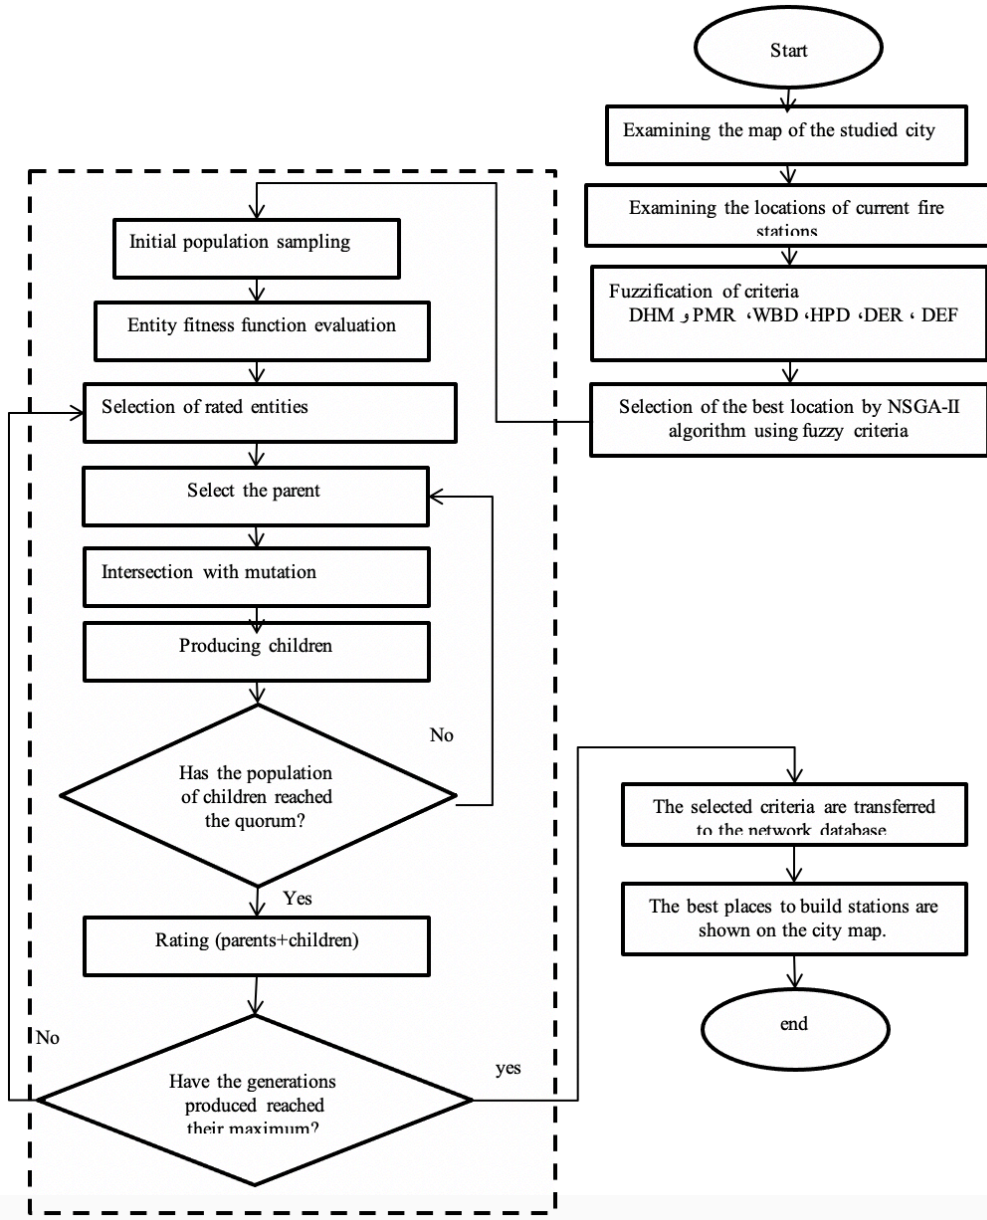 Start
Examining the map of the studied city
Examining the locations of current fire
stations
Fuzzification of criteria
DHM و PMR ،WBD ،HPD ،DER ، DEF
Selection of the best location by NSGA-II
algorithm using fuzzy criteria
Initial population sampling
Entity fitness function evaluation
Selection of rated entities
Select the parent
Intersection with mutation
Producing children
No
Has the population
of children reached
the quorum?
Yes
Rating (parents+children)
No
Have the generations
produced reached
their maximum?
yes
The selected criteria are transferred
to the network database
The best places to build stations are
shown on the city map.
end